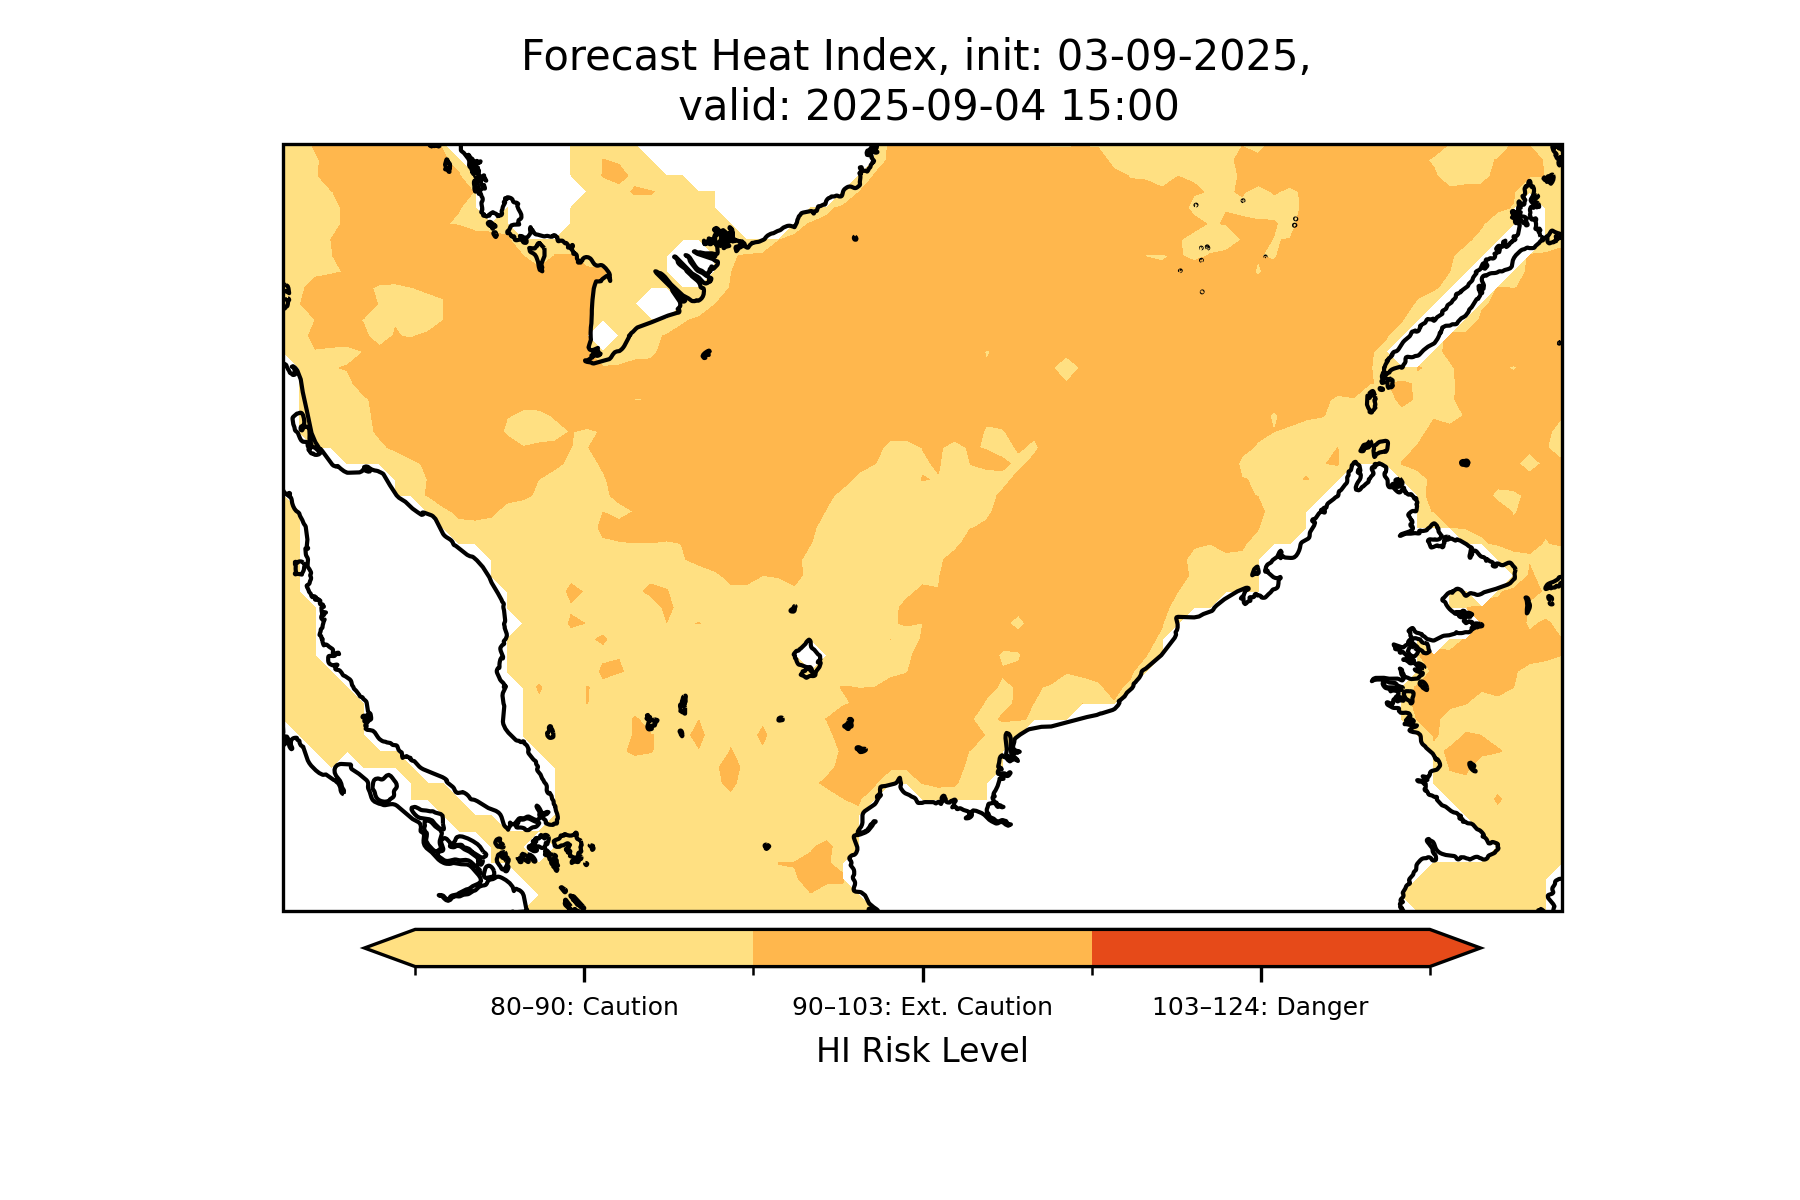 Forecast Heat Index, init: 03-09-2025,
valid: 2025-09-04 15:00
80–90: Caution
90–103: Ext. Caution
103–124: Danger
HI Risk Level